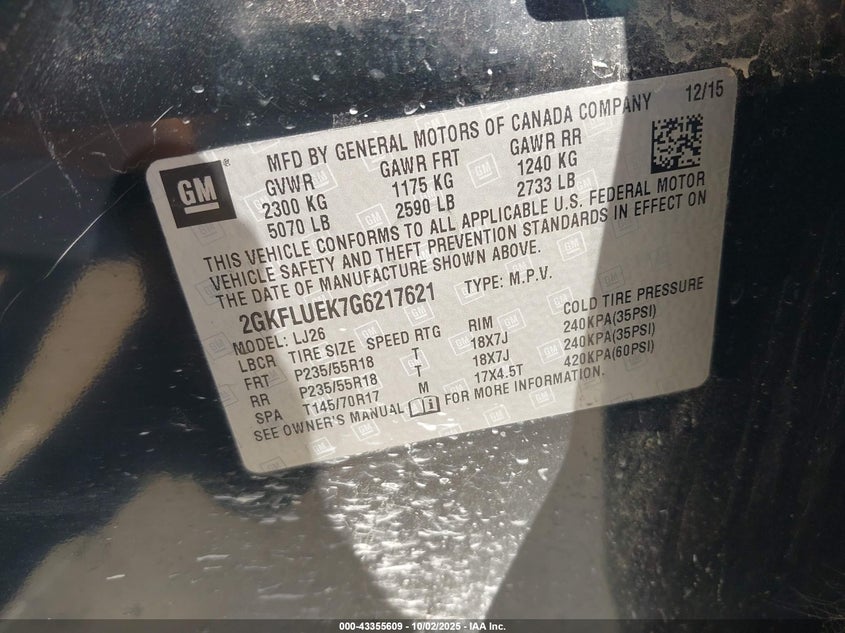 12/15
MFD BY GENERAL MOTORS OF CANADA COMPANY
GM ®
GVWR GAWR FRT GAWR RR
2300 KG 1175 KG 1240 KG
5070 LB 2590 LB 2733 LB
THIS VEHICLE CONFORMS TO ALL APPLICABLE U.S. FEDERAL MOTOR
VEHICLE SAFETY AND THEFT PREVENTION STANDARDS IN EFFECT ON
THE DATE OF MANUFACTURE SHOWN ABOVE.
2GKFLUEK7G6217621 TYPE: M.P.V.
MODEL: LJ26
LBCR TIRE SIZE SPEED RTG RIM COLD TIRE PRESSURE
FRT P235/55R18 T 18X7J 240KPA(35PSI)
RR P235/55R18 T 18X7J 240KPA(35PSI)
SPA T145/70R17 M 17X4.5T 420KPA(60PSI)
SEE OWNER'S MANUAL i FOR MORE INFORMATION.
000-43355609 - 10/02/2025 - IAA Inc.